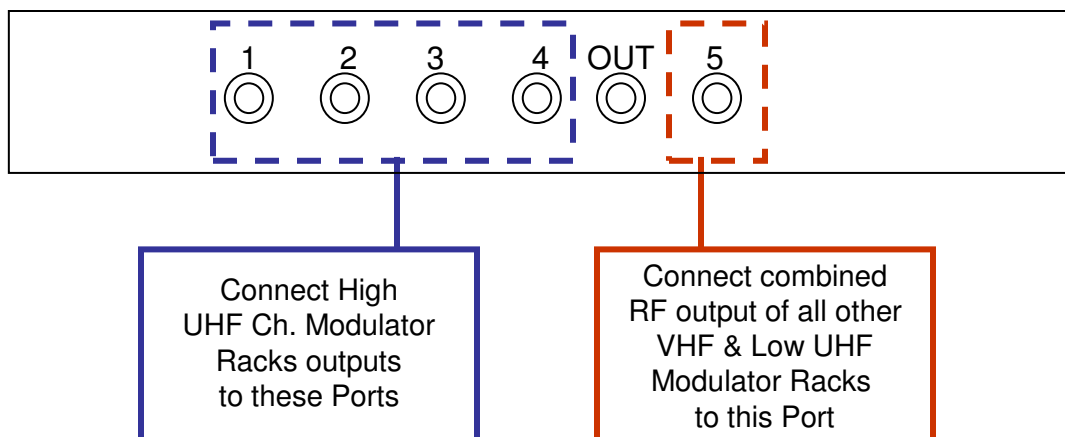 1 2 3 4 OUT 5
Connect High
UHF Ch. Modulator
Racks outputs
to these Ports
Connect combined
RF output of all other
VHF & Low UHF
Modulator Racks
to this Port